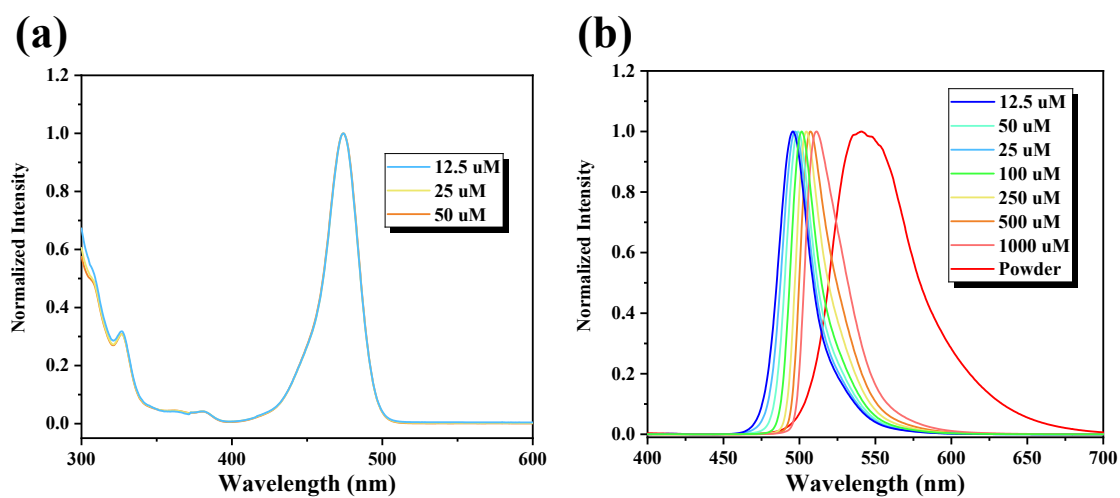 (a)
1.2
1.0
0.8
0.6
0.4
0.2
0.0
Normalized Intensity
12.5 uM
25 uM
50 uM
300 400 500 600
Wavelength (nm)
(b)
1.2
1.0
0.8
0.6
0.4
0.2
0.0
Normalized Intensity
12.5 uM
50 uM
25 uM
100 uM
250 uM
500 uM
1000 uM
Powder
400 450 500 550 600 650 700
Wavelength (nm)